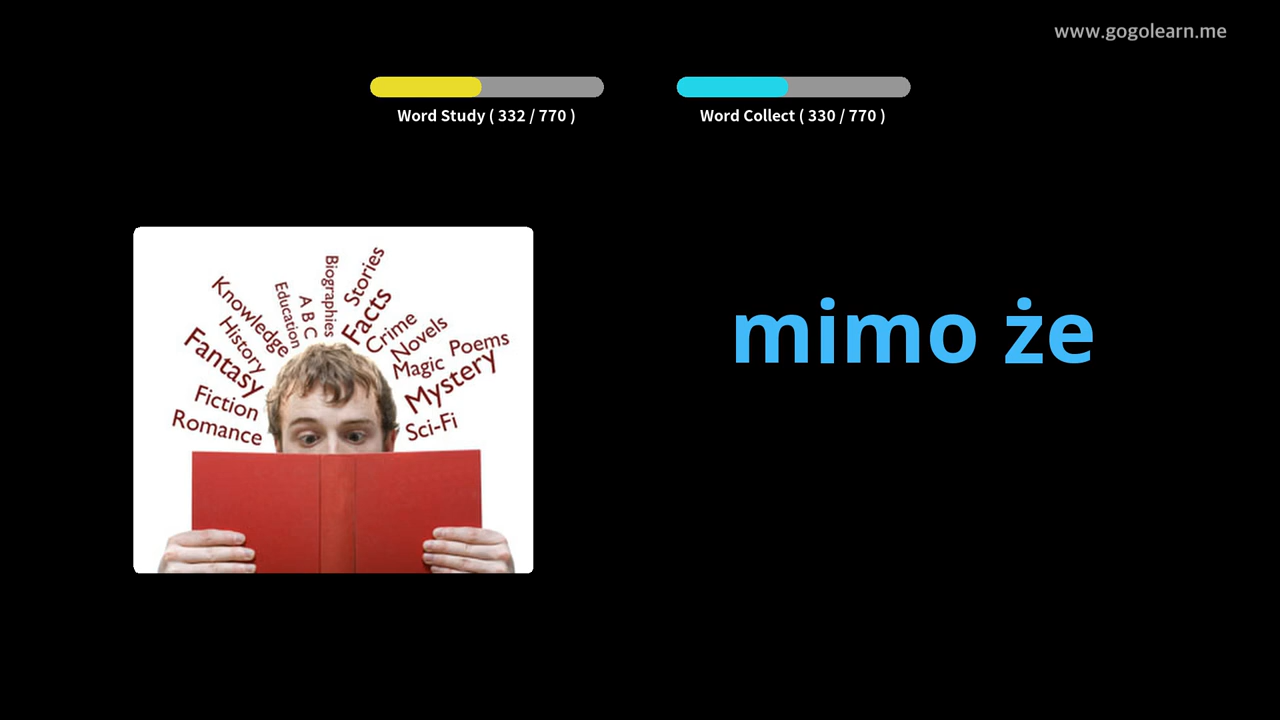 www.gogolearn.me
Word Study ( 332 / 770 )
Word Collect ( 330 / 770 )
Knowledge
History
Fantasy
Fiction
Romance
Education
A B C
Biographies
Stories
Facts
Crime
Novels
Magic
Poems
Mystery
Sci-Fi
mimo że